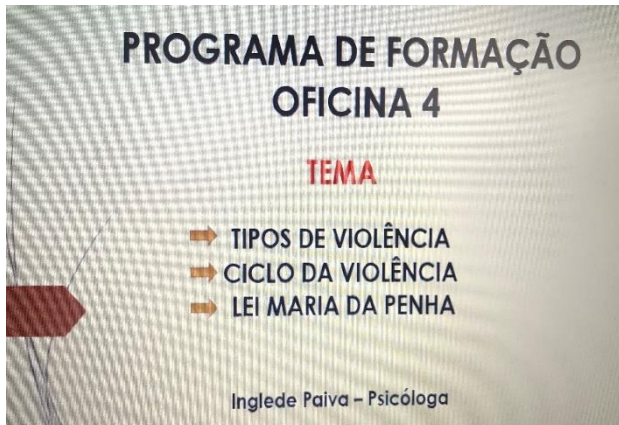 PROGRAMA DE FORMAÇÃO
OFICINA 4
TEMA
TIPOS DE VIOLÊNCIA
CICLO DA VIOLÊNCIA
LEI MARIA DA PENHA
Inglede Paiva – Psicóloga